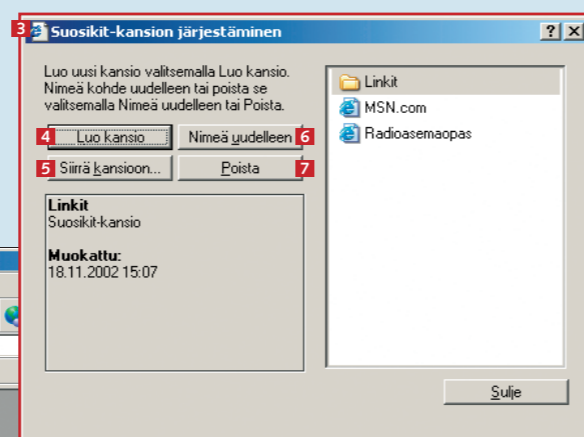 3 Suosikit-kansion järjestäminen
Luo uusi kansio valitsemalla Luo kansio.
Nimeä kohde uudelleen tai poista se
valitsemalla Nimeä uudelleen tai Poista.
4 Luo kansio
Nimeä uudelleen 6
5 Siirrä kansioon...
Poista 7
Linkit
Suosikit-kansio
Muokattu:
18.11.2002 15:07
Linkit
MSN.com
Radioasemaopas
Sulje